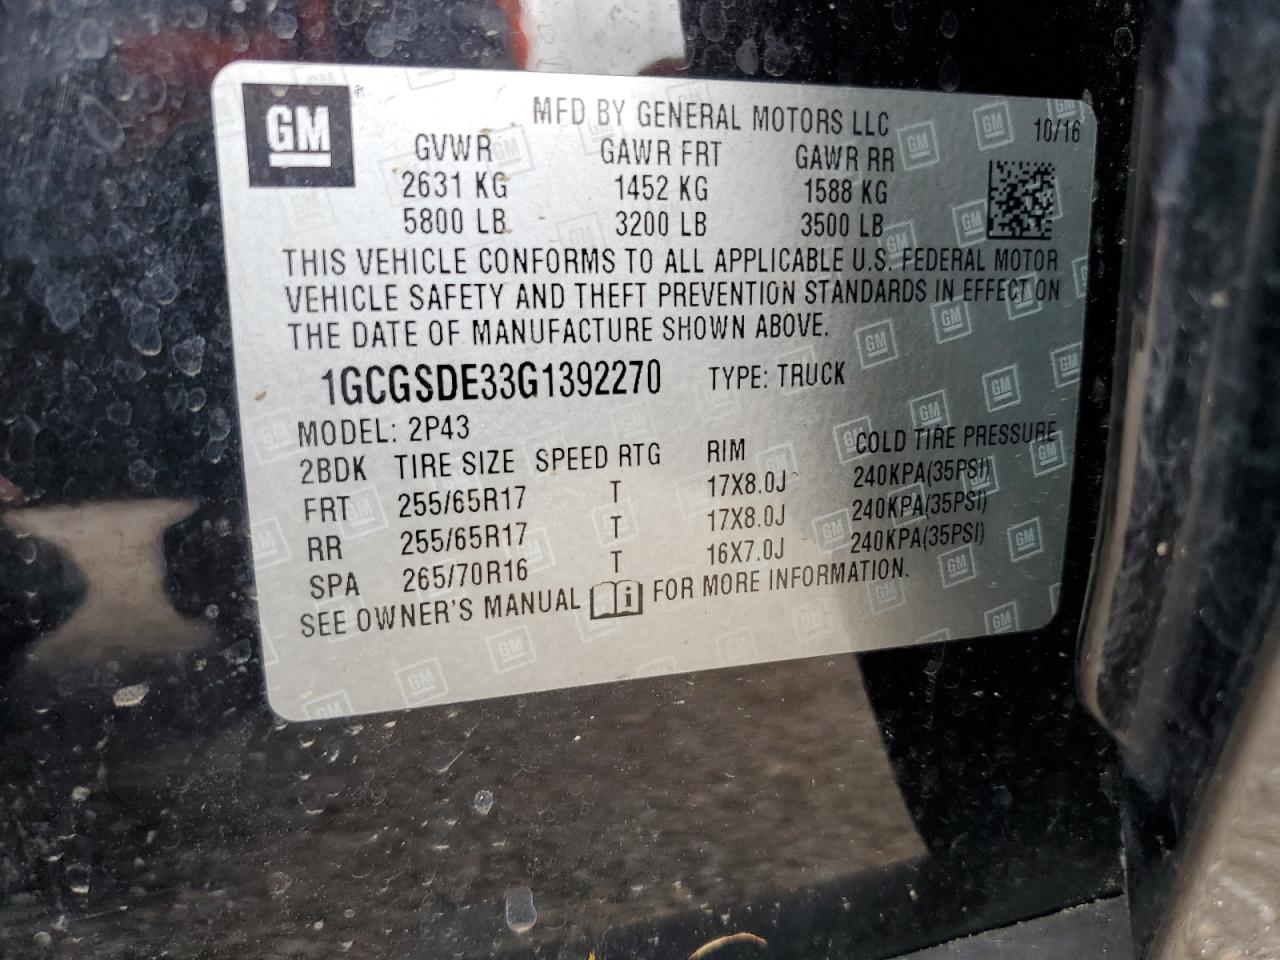 GM
MFD BY GENERAL MOTORS LLC
10/16
GVWR GAWR FRT GAWR RR
2631 KG 1452 KG 1588 KG
5800 LB 3200 LB 3500 LB
THIS VEHICLE CONFORMS TO ALL APPLICABLE U.S. FEDERAL MOTOR
VEHICLE SAFETY AND THEFT PREVENTION STANDARDS IN EFFECT ON
THE DATE OF MANUFACTURE SHOWN ABOVE.
1GCGSDE33G1392270 TYPE: TRUCK
MODEL: 2P43
2BDK TIRE SIZE SPEED RTG RIM COLD TIRE PRESSURE
FRT 255/65R17 T 17X8.0J 240KPA(35PSI)
RR 255/65R17 T 17X8.0J 240KPA(35PSI)
SPA 265/70R16 T 16X7.0J 240KPA(35PSI)
SEE OWNER'S MANUAL i FOR MORE INFORMATION.